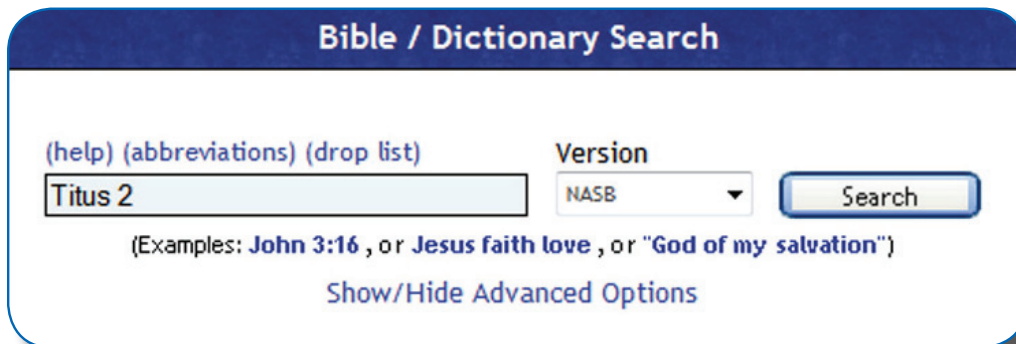 Bible / Dictionary Search
(help) (abbreviations) (drop list) Version
Titus 2 NASB Search
(Examples: John 3:16 , or Jesus faith love , or "God of my salvation")
Show/Hide Advanced Options